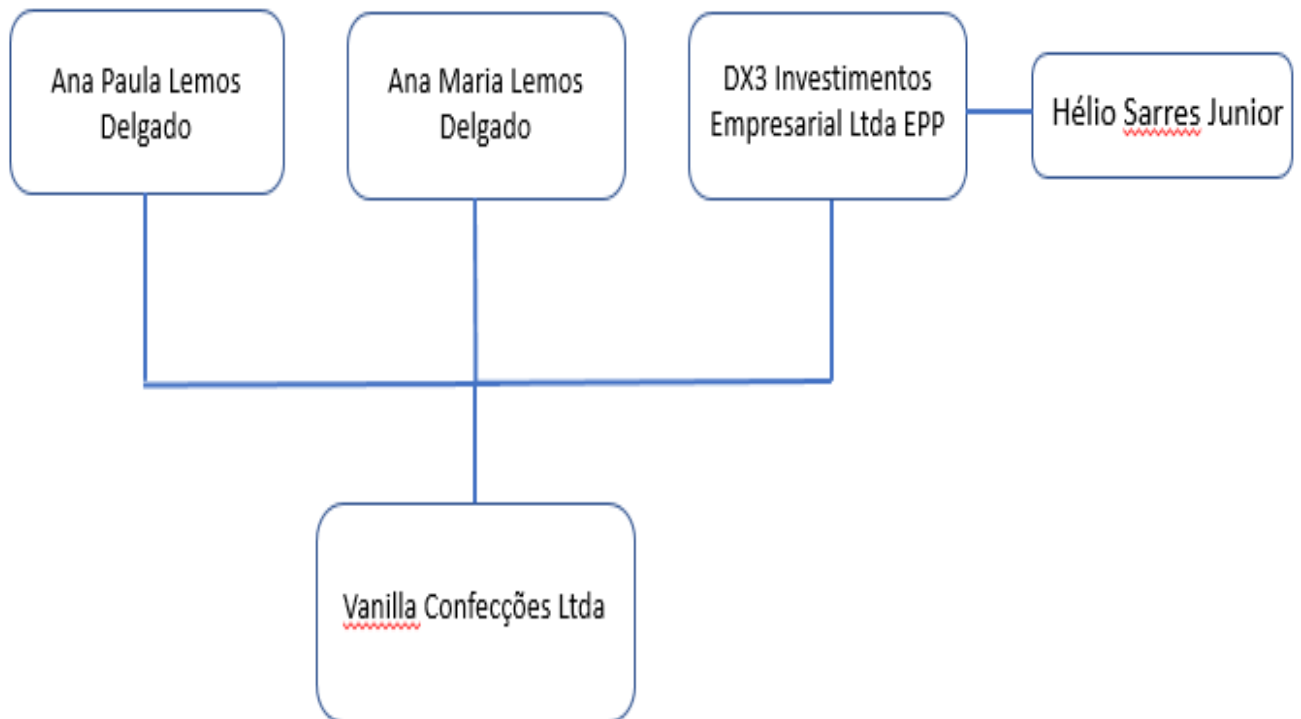 Ana Paula Lemos
Delgado
Ana Maria Lemos
Delgado
DX3 Investimentos
Empresarial Ltda EPP
Hélio Sarres Junior
Vanilla Confecções Ltda